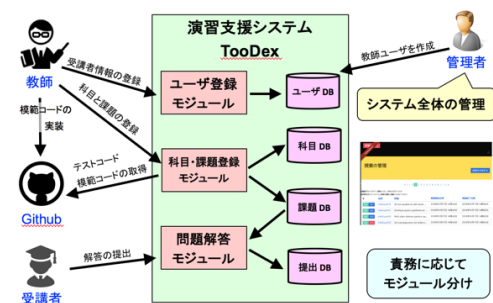 演習支援システム
TooDex
教師
受講者情報の登録
科目と課題の登録
模範コードの
実装
テストコード
模範コードの取得
Github
解答の提出
受講者
ユーザ登録
モジュール
ユーザ DB
科目・課題登録
モジュール
科目 DB
課題 DB
問題解答
モジュール
提出 DB
教師ユーザを作成
管理者
システム全体の管理
授業の管理
責務に応じて
モジュール分け